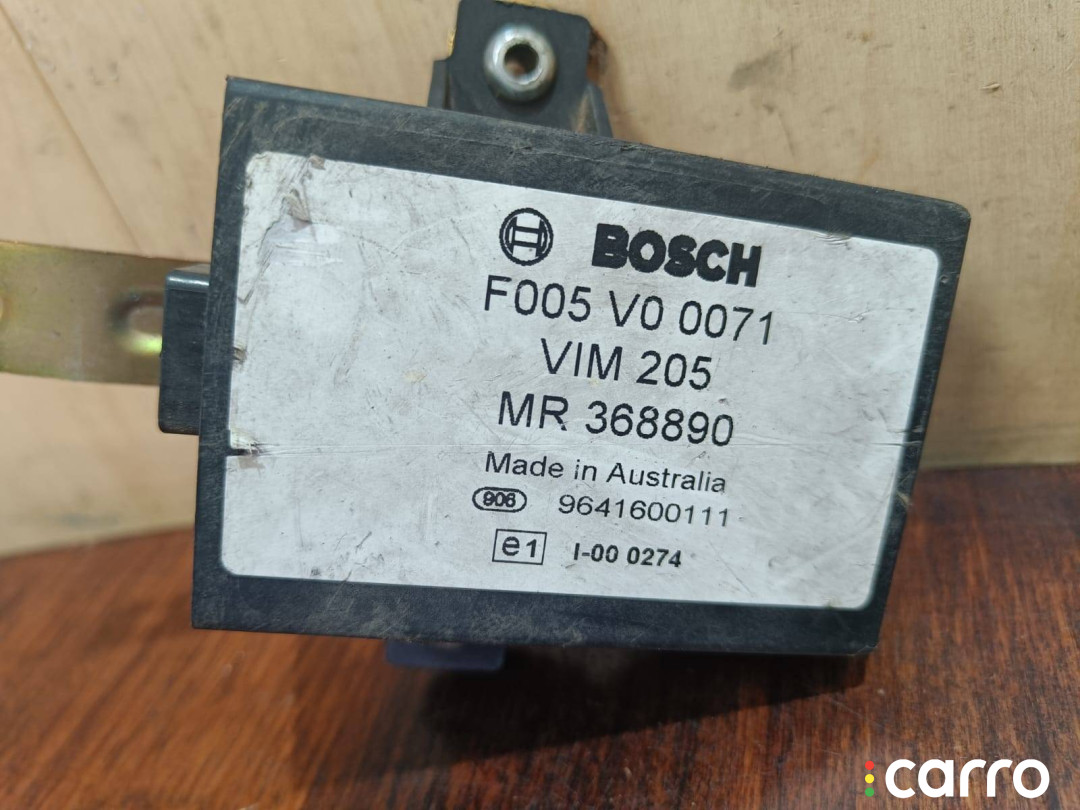 BOSCH
F005 V0 0071
VIM 205
MR 368890
Made in Australia
906 9641600111
e1 I-00 0274
carro